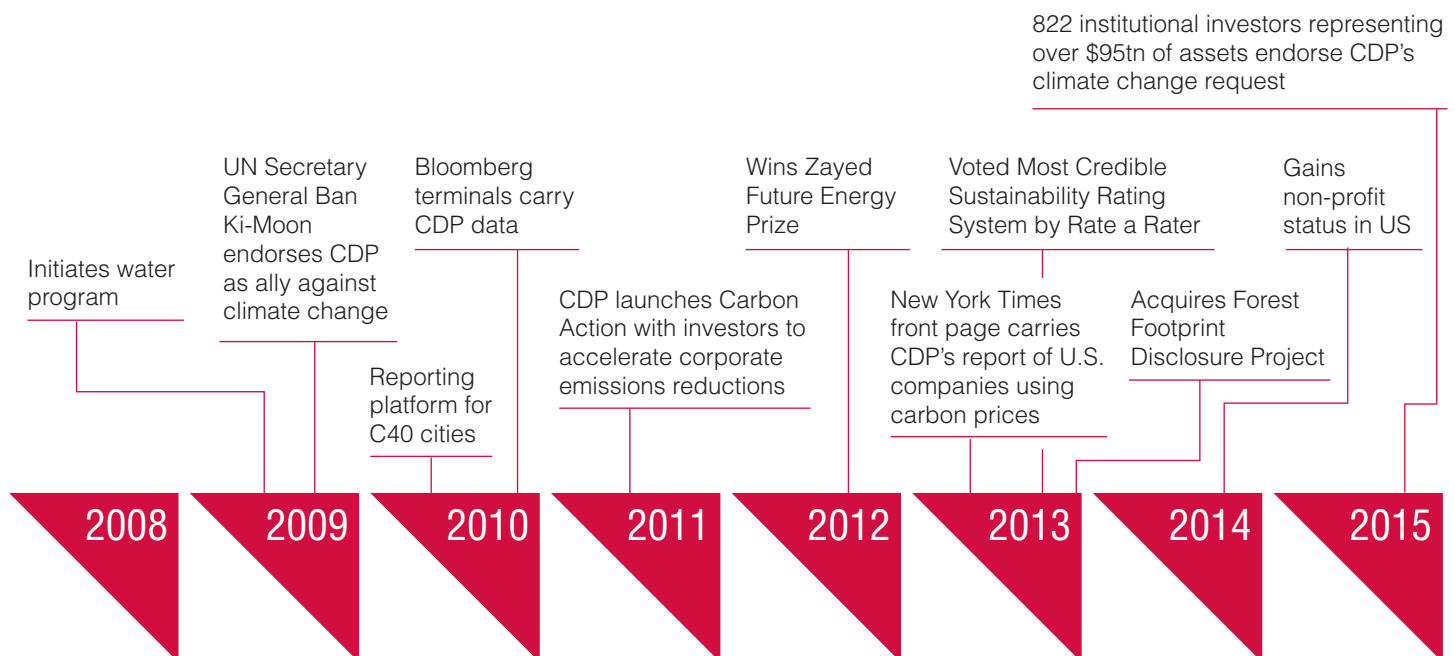 822 institutional investors representing
over $95tn of assets endorse CDP’s
climate change request
Initiates water
program
UN Secretary
General Ban
Ki-Moon
endorses CDP
as ally against
climate change
Reporting
platform for
C40 cities
Bloomberg
terminals carry
CDP data
CDP launches Carbon
Action with investors to
accelerate corporate
emissions reductions
Wins Zayed
Future Energy
Prize
New York Times
front page carries
CDP’s report of U.S.
companies using
carbon prices
Voted Most Credible
Sustainability Rating
System by Rate a Rater
Acquires Forest
Footprint
Disclosure Project
Gains
non-profit
status in US
2008
2009
2010
2011
2012
2013
2014
2015